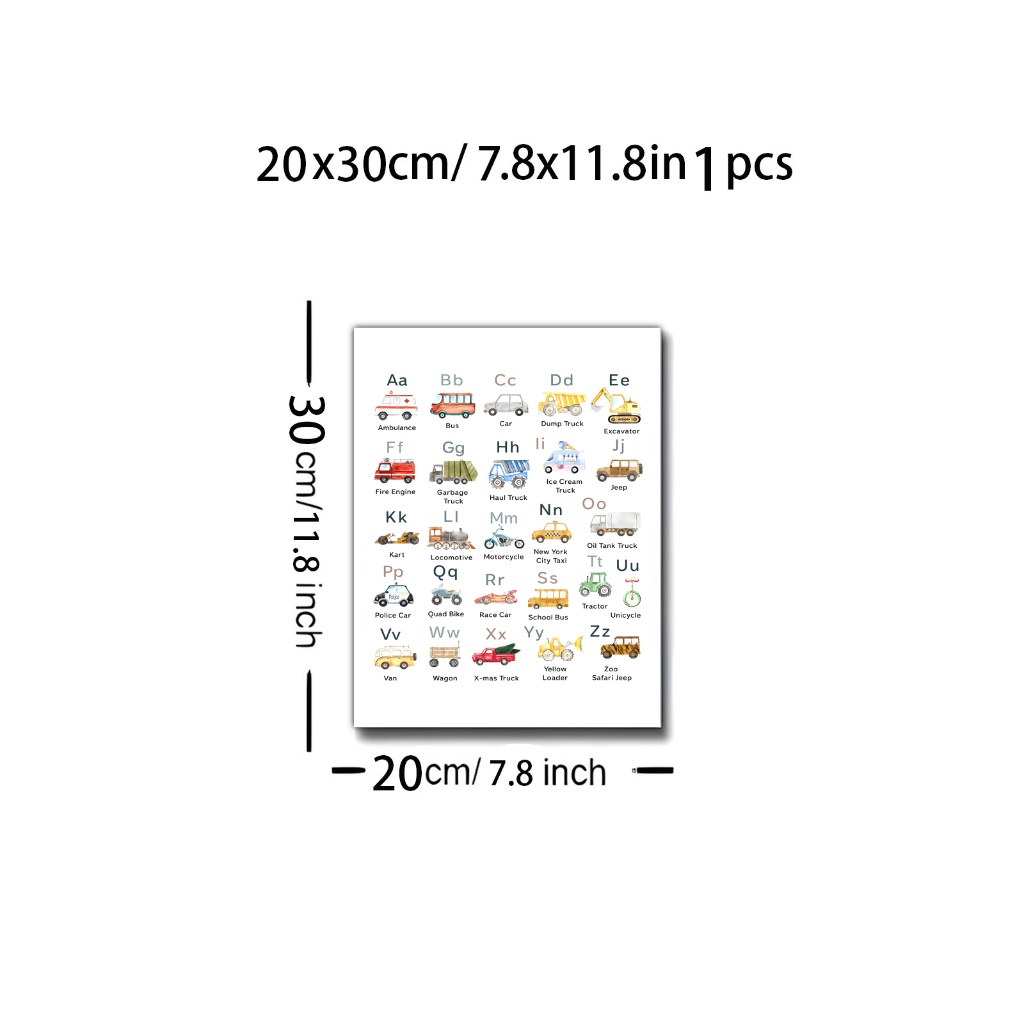 20x30cm/ 7.8x11.8in 1 pcs
30 cm/11.8 inch
Aa Bb Cc Dd Ee
Ambulance Bus Car Dump Truck Excavator
Ff Gg Hh Ii Jj
Fire Engine Garbage Truck Haul Truck Ice Cream Truck Jeep
Kk Ll Mm Nn Oo
Kart Locomotive Motorcycle New York City Taxi Oil Tank Truck
Pp Qq Rr Ss Tt Uu
Police Car Quad Bike Race Car School Bus Tractor Unicycle
Vv Ww Xx Yy Zz
Van Wagon X-mas Truck Yellow Loader Zoo Safari Jeep
20cm/ 7.8 inch